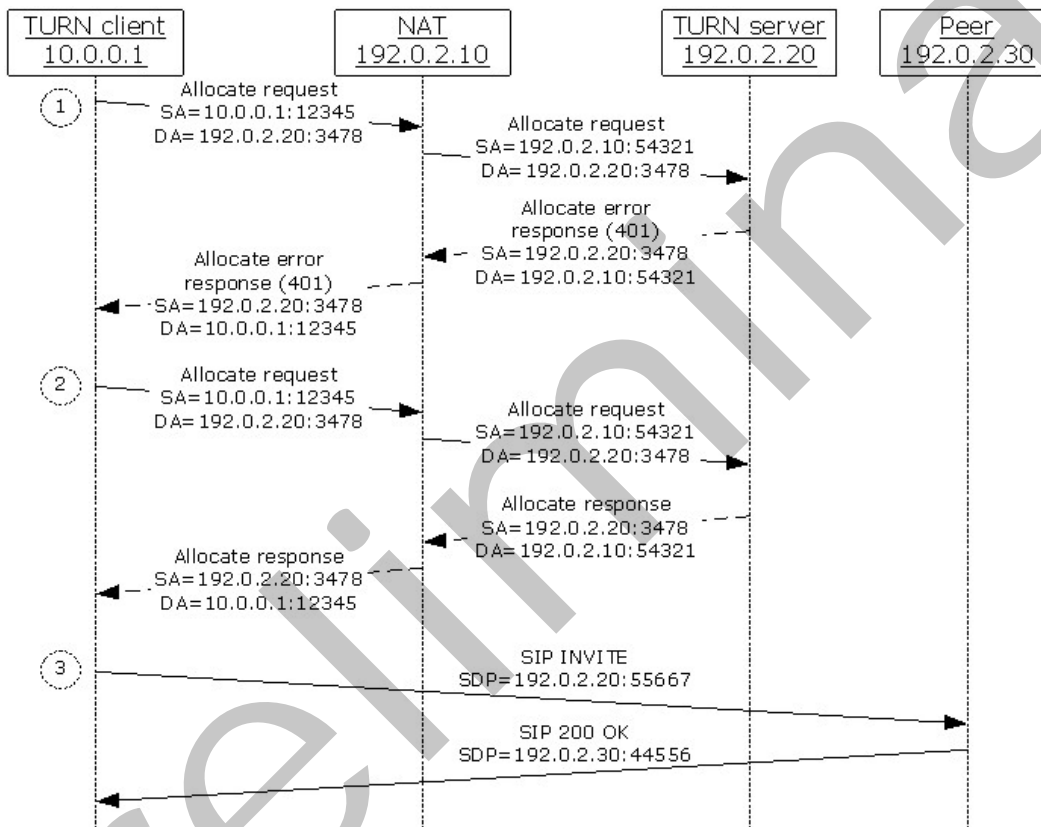 TURN client
10.0.0.1
NAT
192.0.2.10
TURN server
192.0.2.20
Peer
192.0.2.30
1
Allocate request
SA=10.0.0.1:12345
DA=192.0.2.20:3478
Allocate request
SA=192.0.2.10:54321
DA=192.0.2.20:3478
Allocate error
response (401)
SA=192.0.2.20:3478
DA=192.0.2.10:54321
Allocate error
response (401)
SA=192.0.2.20:3478
DA=10.0.0.1:12345
2
Allocate request
SA=10.0.0.1:12345
DA=192.0.2.20:3478
Allocate request
SA=192.0.2.10:54321
DA=192.0.2.20:3478
Allocate response
SA=192.0.2.20:3478
DA=192.0.2.10:54321
Allocate response
SA=192.0.2.20:3478
DA=10.0.0.1:12345
3
SIP INVITE
SDP=192.0.2.20:55667
SIP 200 OK
SDP=192.0.2.30:44556
relimina